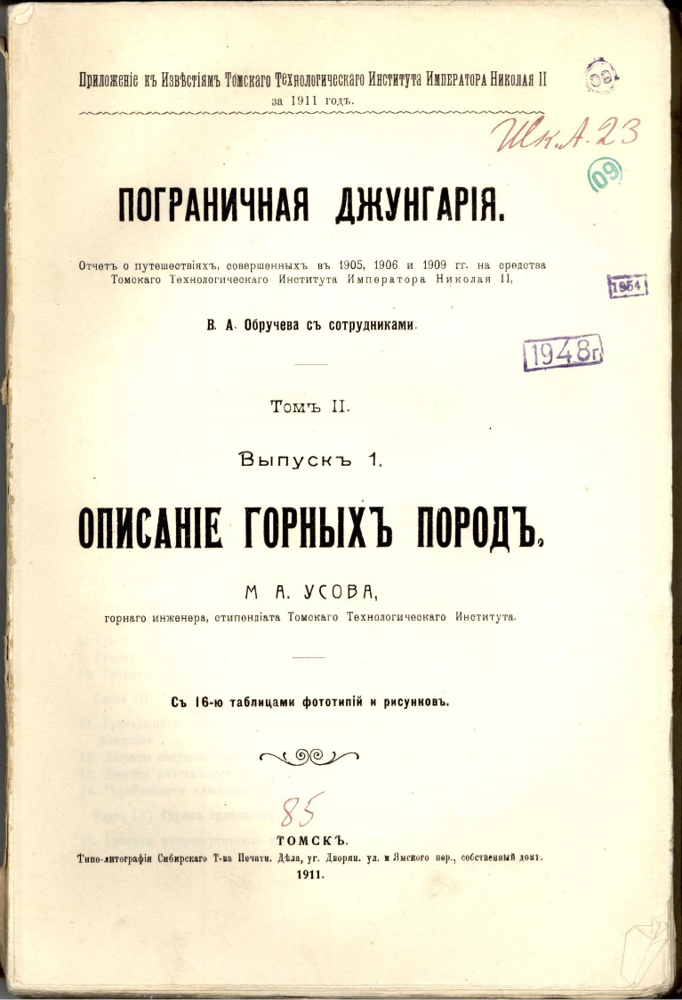 Приложеніе къ Извѣстіямъ Томскаго Технологическаго Института Императора Николая II
за 1911 годъ.
Шк.А.23
60
60
ПОГРАНИЧНАЯ ДЖУНГАРІЯ.
Отчетъ о путешествіяхъ, совершенныхъ въ 1905, 1906 и 1909 гг. на средства
Томскаго Технологическаго Института Императора Николая II,
1954
В. А. Обручева съ сотрудниками.
1948г.
Томъ II.
Выпускъ 1.
ОПИСАНІЕ ГОРНЫХЪ ПОРОДЪ,
М А. УСОВА,
горнаго инженера, стипендіата Томскаго Технологическаго Института.
Съ 16-ю таблицами фототипій и рисунковъ.
85
ТОМСКЪ.
Типо-литографія Сибирскаго Т-ва Печатн. Дѣла, уг. Дворян. ул. и Ямского пер., собственный домъ.
1911.